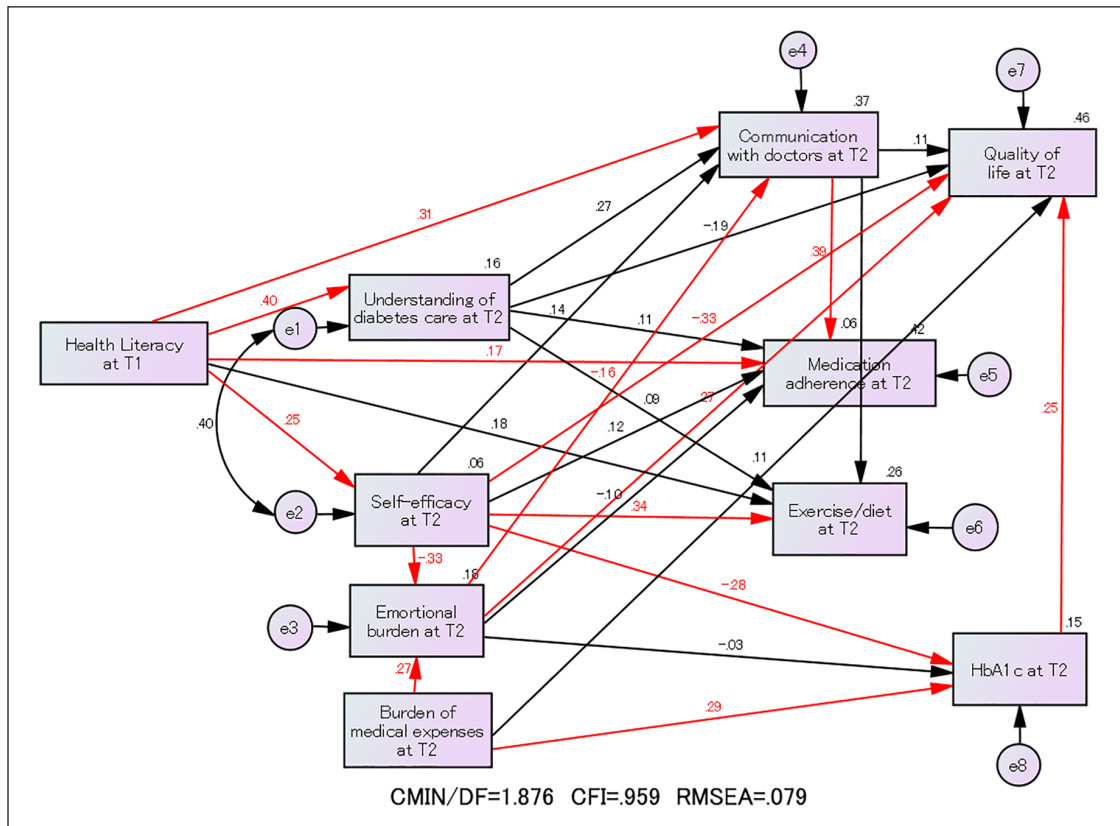 e4
e7
.37
.46
Communication
with doctors at T2
.11
Quality of
life at T2
.31
.27
-.19
.39
.16
.40
Understanding of
diabetes care at T2
e1
.14
.11
-.33
.06
.42
Health Literacy
at T1
.17
Medication
adherence at T2
e5
-.16
.27
.09
.25
.25
.40
.18
.12
.11
.06
.26
Self-efficacy
at T2
e2
-.10
.34
Exercise/diet
at T2
e6
-.33
.18
-.28
Emortional
burden at T2
e3
-.03
.15
HbA1c at T2
.27
.29
Burden of
medical expenses
at T2
e8
CMIN/DF=1.876 CFI=.959 RMSEA=.079